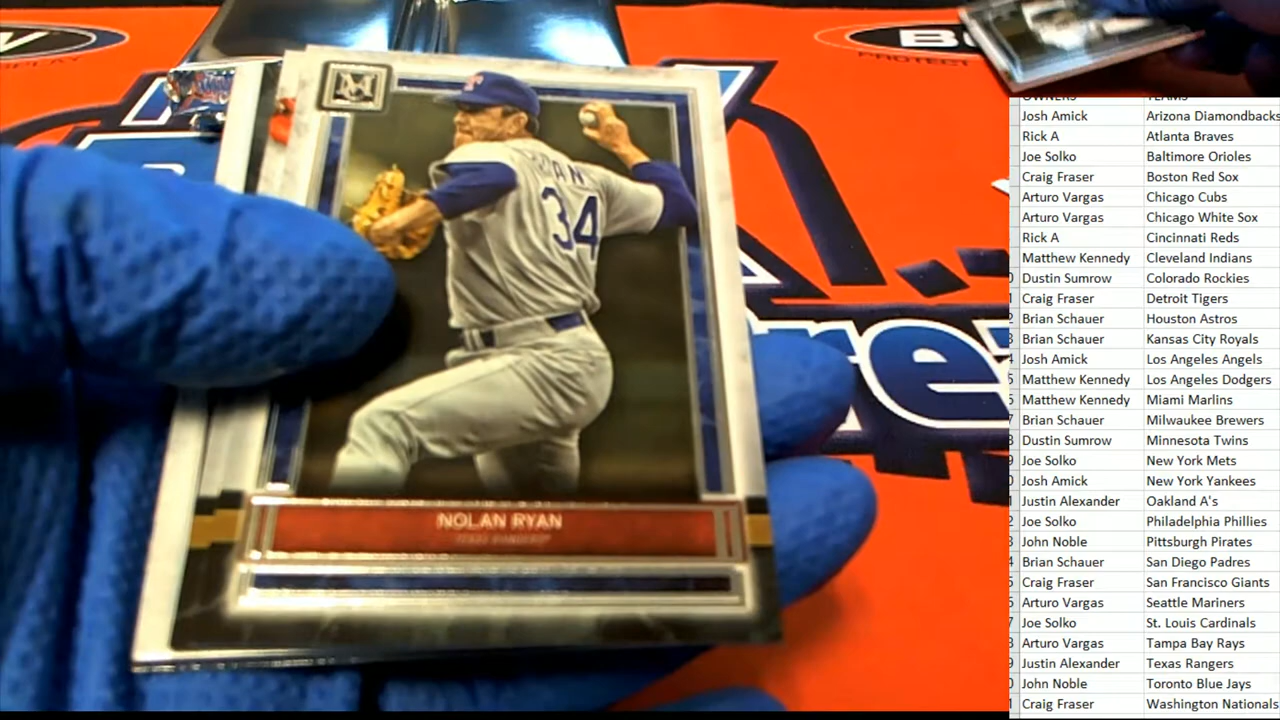 M
RYAN
34
NOLAN RYAN
TEXAS RANGERS
PROTECT
OWNERS TEAMS
Josh Amick Arizona Diamondbacks
Rick A Atlanta Braves
Joe Solko Baltimore Orioles
Craig Fraser Boston Red Sox
Arturo Vargas Chicago Cubs
Arturo Vargas Chicago White Sox
Rick A Cincinnati Reds
Matthew Kennedy Cleveland Indians
Dustin Sumrow Colorado Rockies
Craig Fraser Detroit Tigers
Brian Schauer Houston Astros
Brian Schauer Kansas City Royals
Josh Amick Los Angeles Angels
Matthew Kennedy Los Angeles Dodgers
Matthew Kennedy Miami Marlins
Brian Schauer Milwaukee Brewers
Dustin Sumrow Minnesota Twins
Joe Solko New York Mets
Josh Amick New York Yankees
Justin Alexander Oakland A's
Joe Solko Philadelphia Phillies
John Noble Pittsburgh Pirates
Brian Schauer San Diego Padres
Craig Fraser San Francisco Giants
Arturo Vargas Seattle Mariners
Joe Solko St. Louis Cardinals
Arturo Vargas Tampa Bay Rays
Justin Alexander Texas Rangers
John Noble Toronto Blue Jays
Craig Fraser Washington Nationals